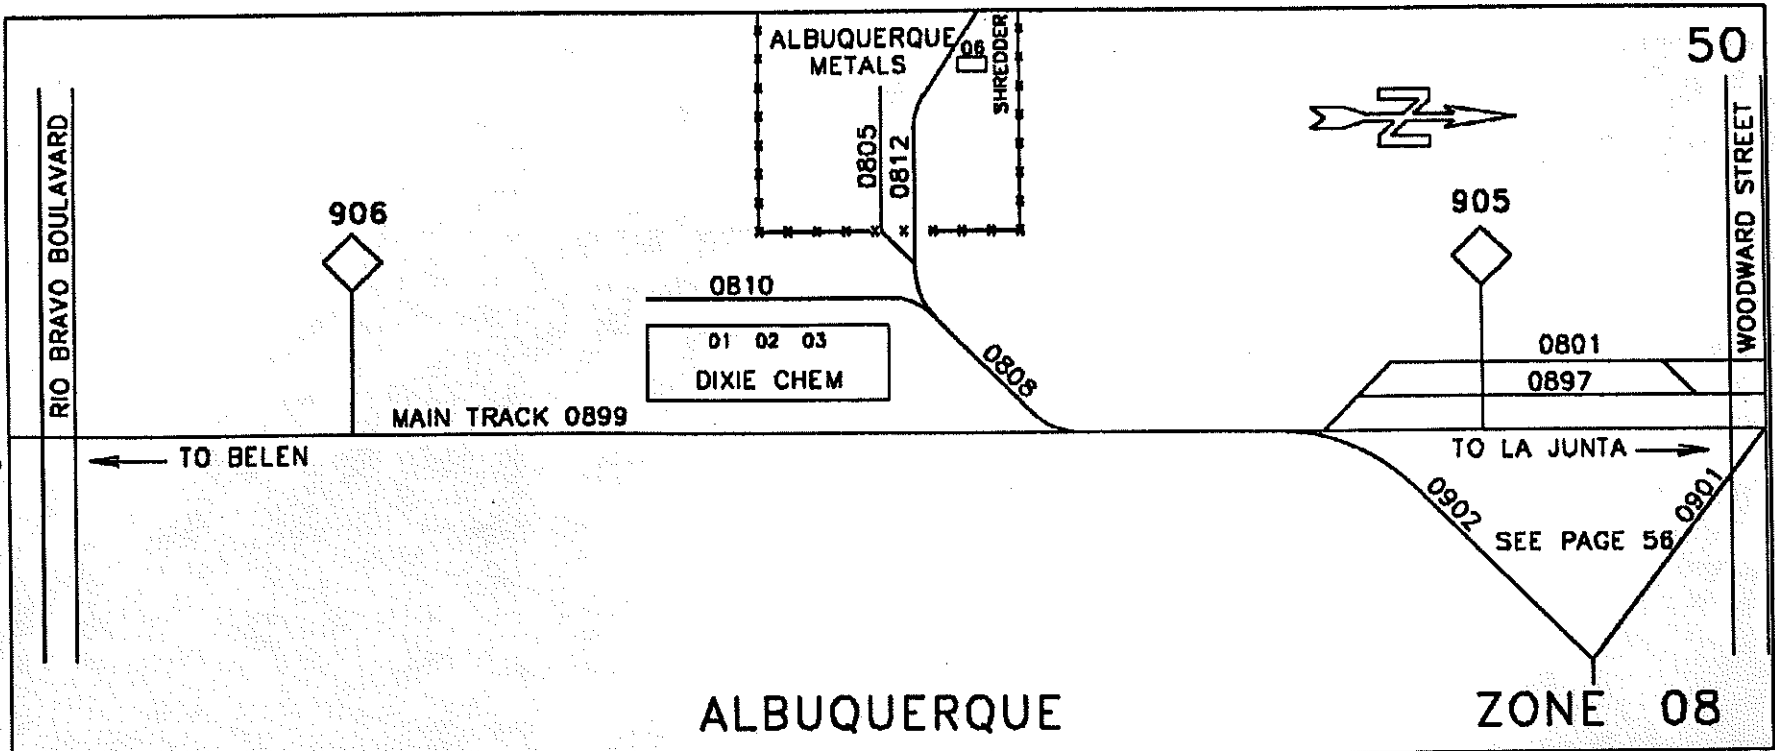 50
ALBUQUERQUE
METALS
06
SHREDDER
0805
0812
RIO BRAVO BOULAVARD
WOODWARD STREET
N
906
905
0810
01 02 03
DIXIE CHEM
0808
0801
0897
MAIN TRACK 0899
TO BELEN
TO LA JUNTA
0902
0901
SEE PAGE 56
ALBUQUERQUE
ZONE 08